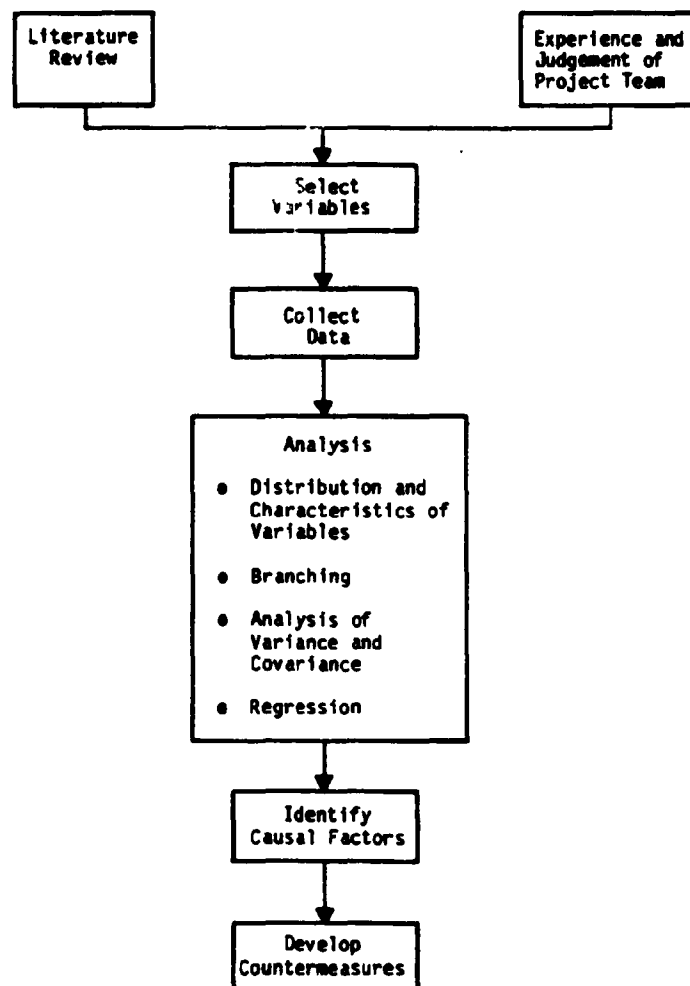 Literature
Review
Experience and
Judgement of
Project Team
Select
Variables
Collect
Data
Analysis
• Distribution and
Characteristics of
Variables
• Branching
• Analysis of
Variance and
Covariance
• Regression
Identify
Causal Factors
Develop
Countermeasures